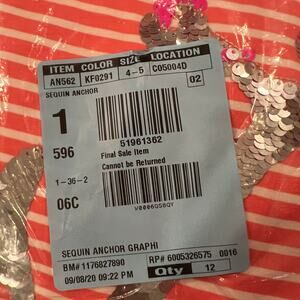 ITEM COLOR SIZE LOCATION
AN562 KF0291 4-5 C05004D
SEQUIN ANCHOR 02
1
51961362
596 Final Sale Item
Cannot be Returned
1-36-2
06C
V0006QSBQY
SEQUIN ANCHOR GRAPHI
BM# 1176827890 RP# 6005326575 0016
09/08/20 09:22 PM Qty 12